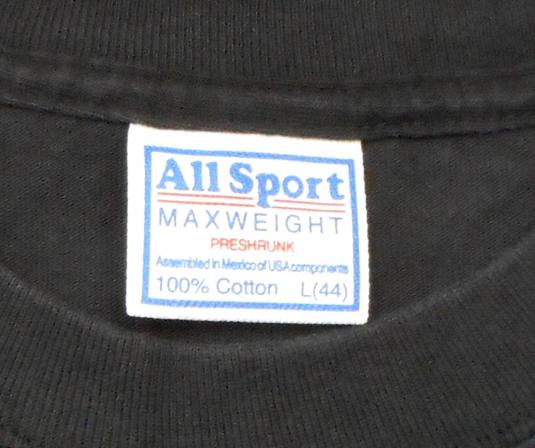 All Sport
MAXWEIGHT
PRESHRUNK
Assembled in Mexico of USA components
100% Cotton L(44)